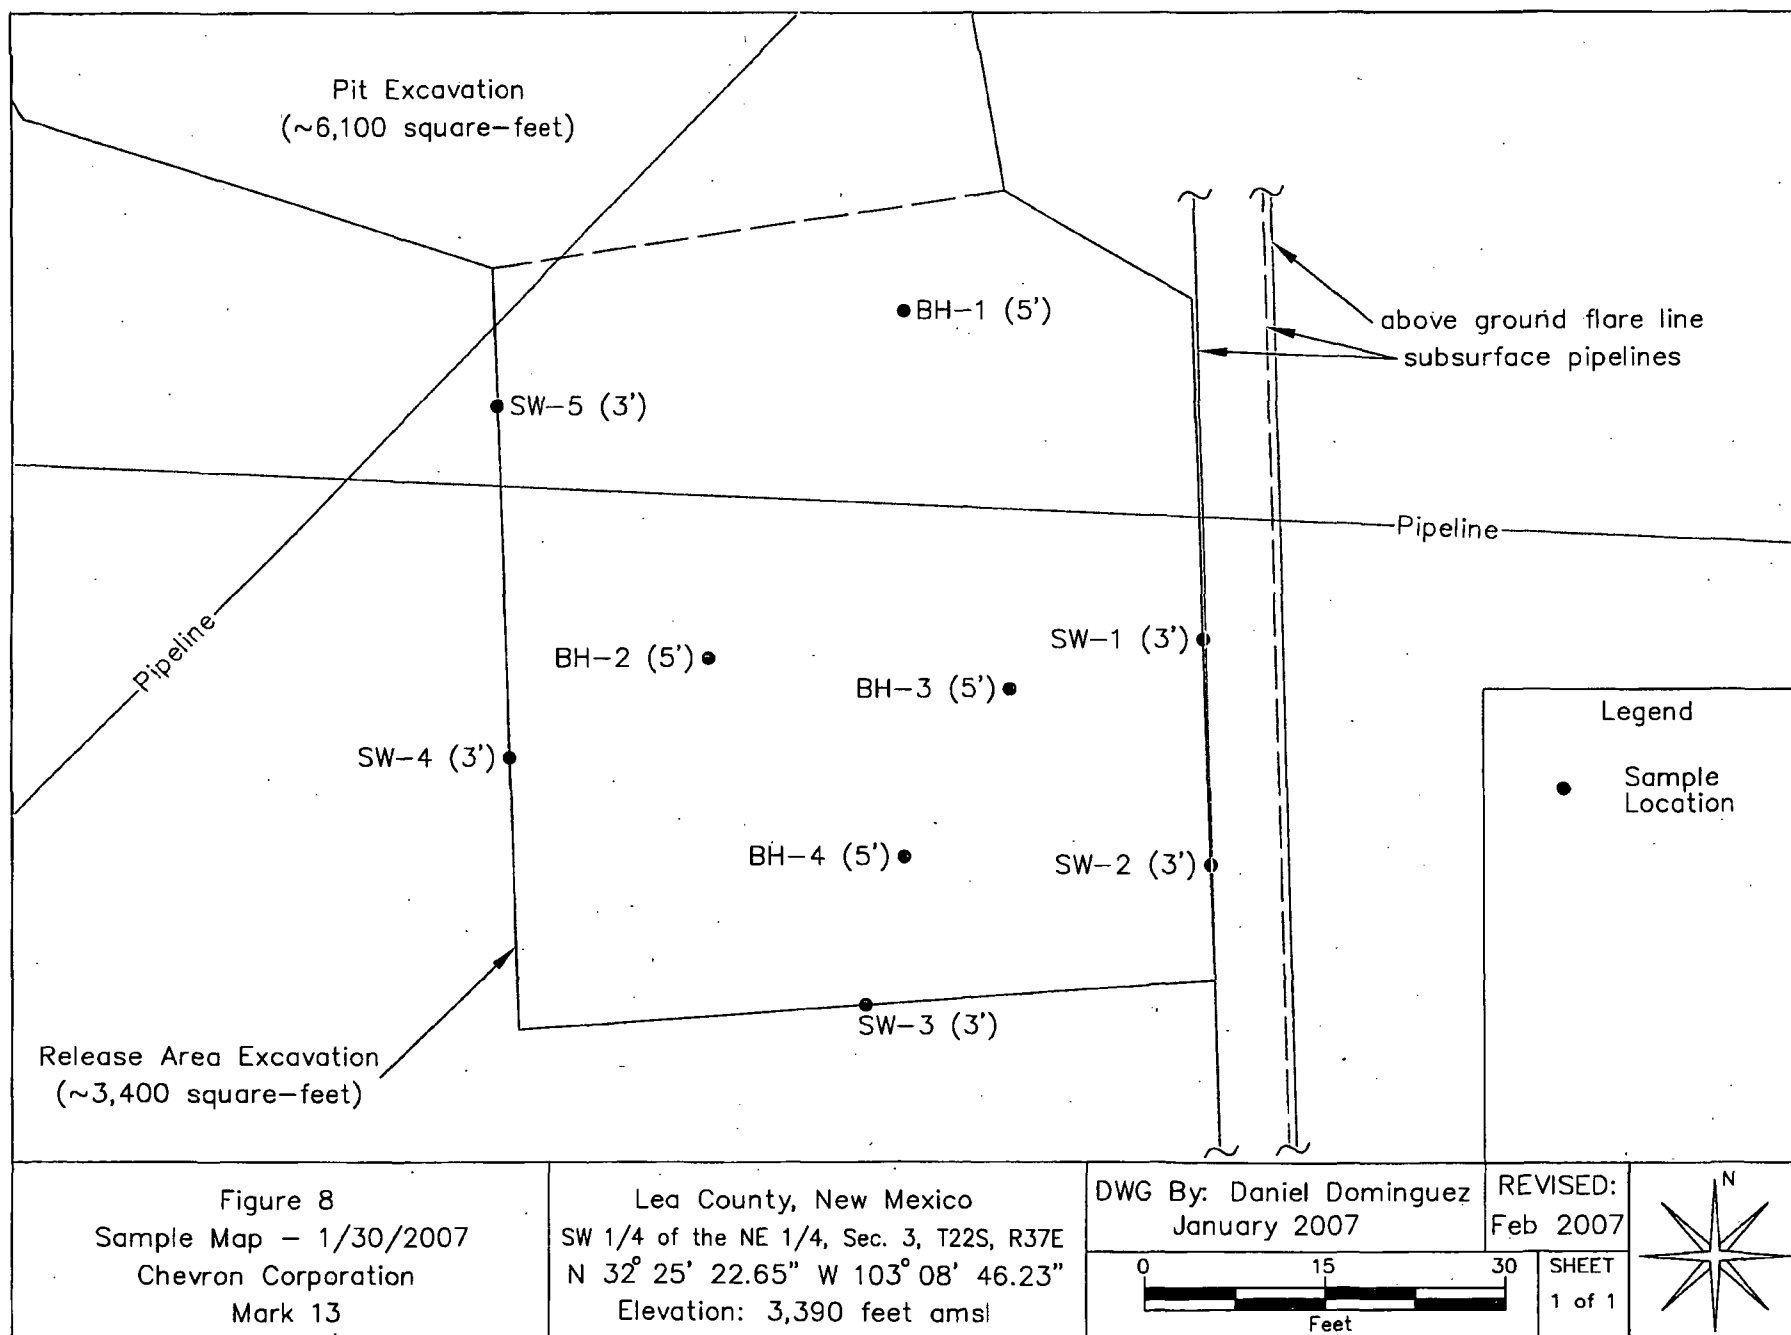 Pit Excavation
(~6,100 square-feet)
BH-1 (5')
above ground flare line
subsurface pipelines
SW-5 (3')
Pipeline
Pipeline
SW-1 (3')
BH-2 (5')
BH-3 (5')
SW-4 (3')
BH-4 (5')
SW-2 (3')
SW-3 (3')
Release Area Excavation
(~3,400 square-feet)
Legend
Sample
Location
Figure 8
Sample Map - 1/30/2007
Chevron Corporation
Mark 13
Lea County, New Mexico
SW 1/4 of the NE 1/4, Sec. 3, T22S, R37E
N 32° 25' 22.65" W 103° 08' 46.23"
Elevation: 3,390 feet amsl
DWG By: Daniel Dominguez
January 2007
REVISED:
Feb 2007
0 15 30
Feet
SHEET
1 of 1
N